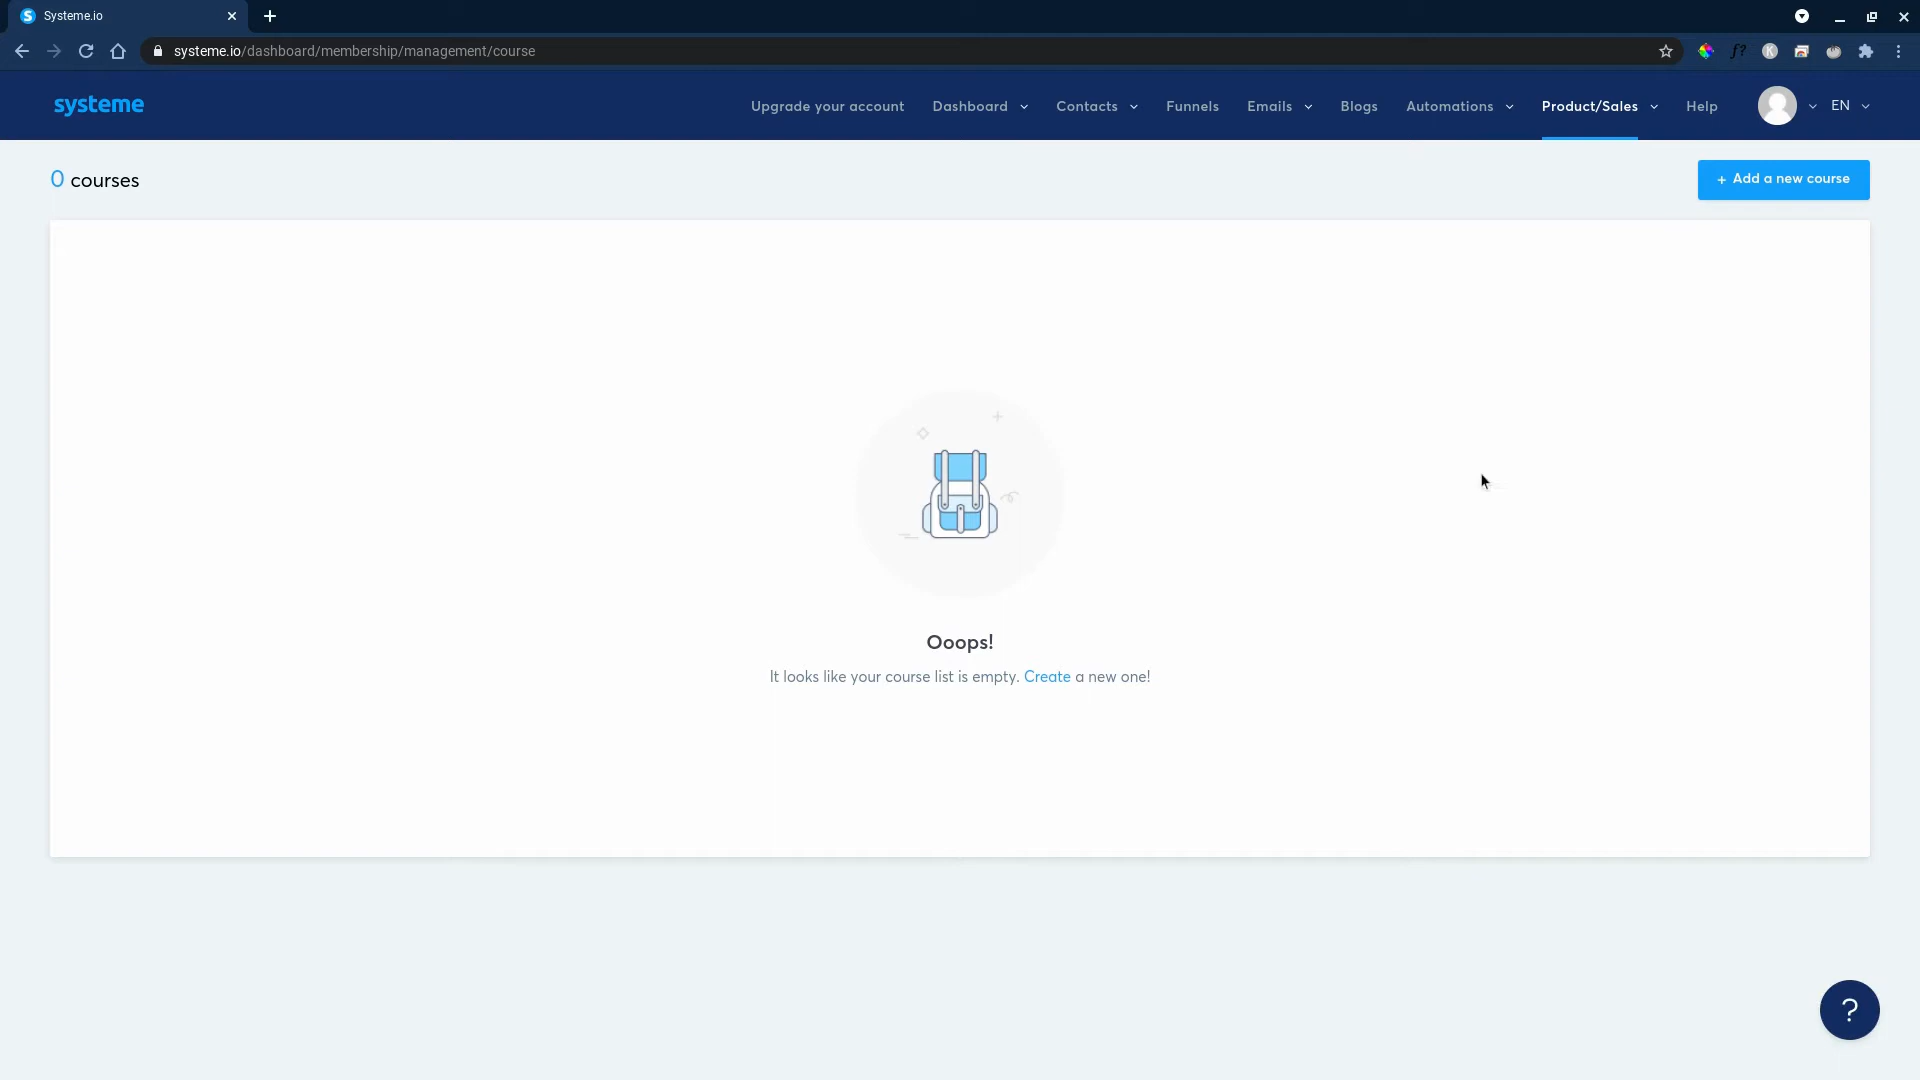 Systeme.io
systeme.io/dashboard/membership/management/course
systeme
Upgrade your account Dashboard Contacts Funnels Emails Blogs Automations Product/Sales Help EN
0 courses
+ Add a new course
Ooops!
It looks like your course list is empty. Create a new one!
?